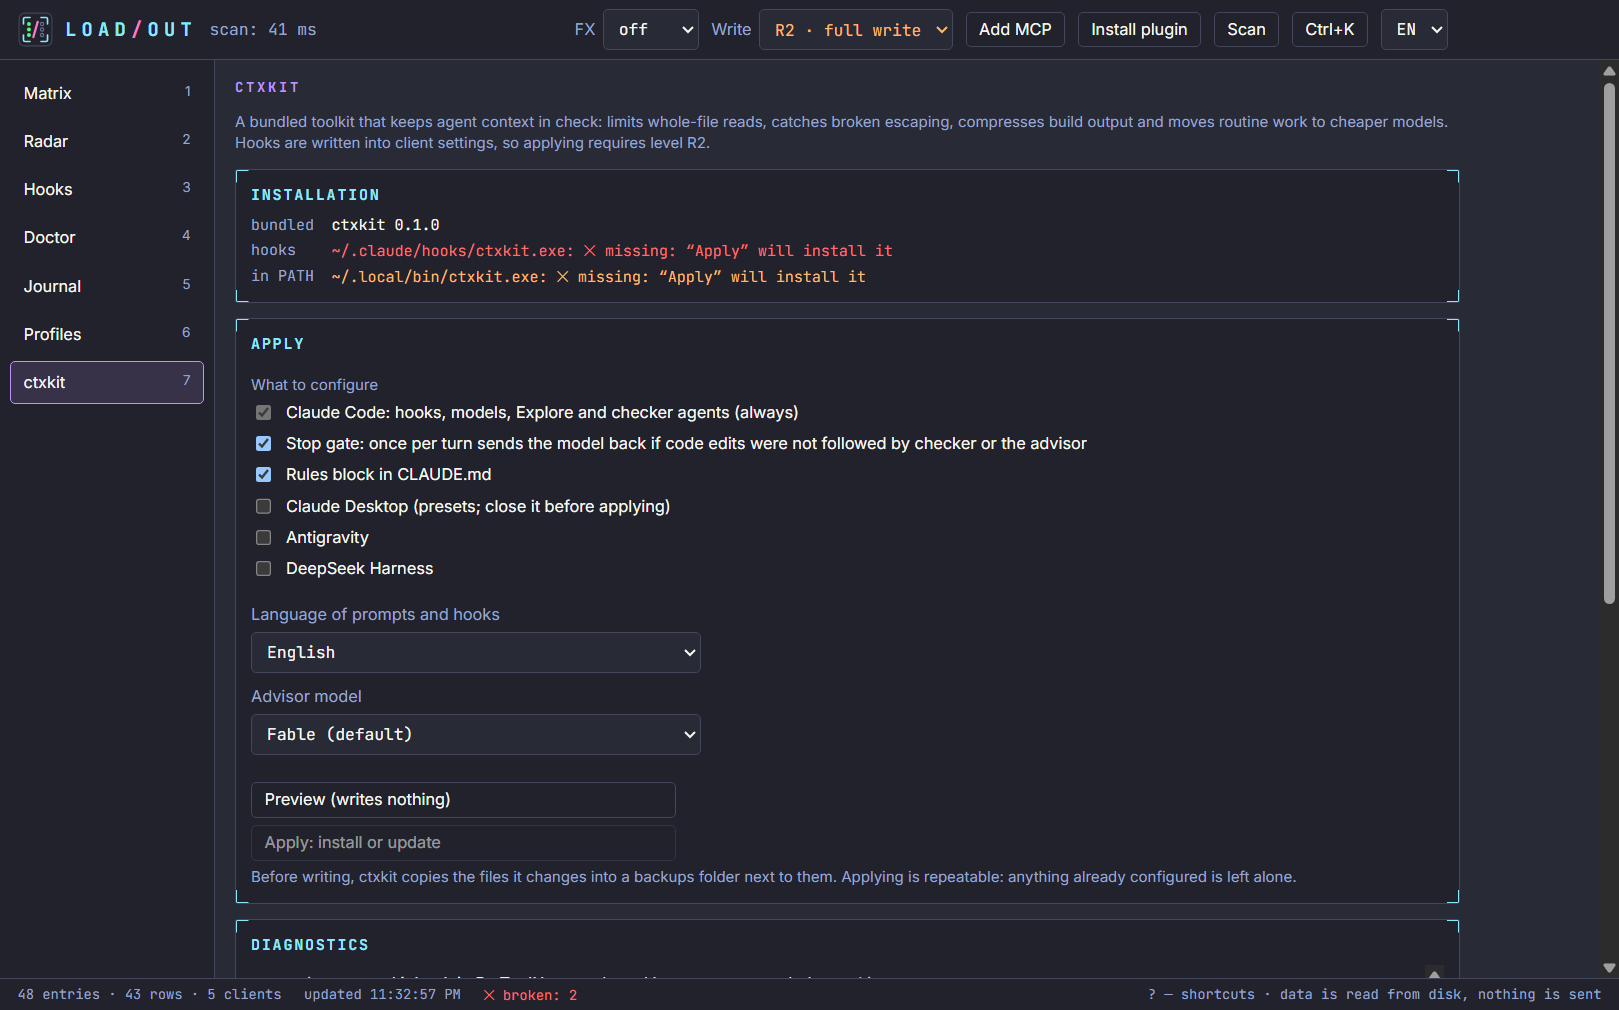 LOAD/OUT
scan: 41 ms
FX
off
Write
R2 · full write
Add MCP
Install plugin
Scan
Ctrl+K
EN
Matrix 1
Radar 2
Hooks 3
Doctor 4
Journal 5
Profiles 6
ctxkit 7
CTXKIT
A bundled toolkit that keeps agent context in check: limits whole-file reads, catches broken escaping, compresses build output and moves routine work to cheaper models.
Hooks are written into client settings, so applying requires level R2.
INSTALLATION
bundled ctxkit 0.1.0
hooks ~/.claude/hooks/ctxkit.exe: ✕ missing: “Apply” will install it
in PATH ~/.local/bin/ctxkit.exe: ✕ missing: “Apply” will install it
APPLY
What to configure
Claude Code: hooks, models, Explore and checker agents (always)
Stop gate: once per turn sends the model back if code edits were not followed by checker or the advisor
Rules block in CLAUDE.md
Claude Desktop (presets; close it before applying)
Antigravity
DeepSeek Harness
Language of prompts and hooks
English
Advisor model
Fable (default)
Preview (writes nothing)
Apply: install or update
Before writing, ctxkit copies the files it changes into a backups folder next to them. Applying is repeatable: anything already configured is left alone.
DIAGNOSTICS
48 entries · 43 rows · 5 clients updated 11:32:57 PM ✕ broken: 2
? — shortcuts · data is read from disk, nothing is sent